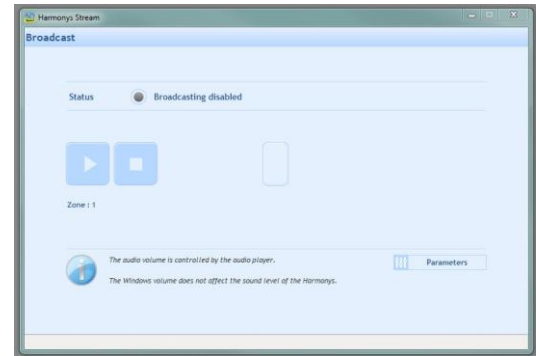 Harmonys Stream
Broadcast
Status Broadcasting disabled
Zone : 1
The audio volume is controlled by the audio player.
The Windows volume does not affect the sound level of the Harmonys.
Parameters